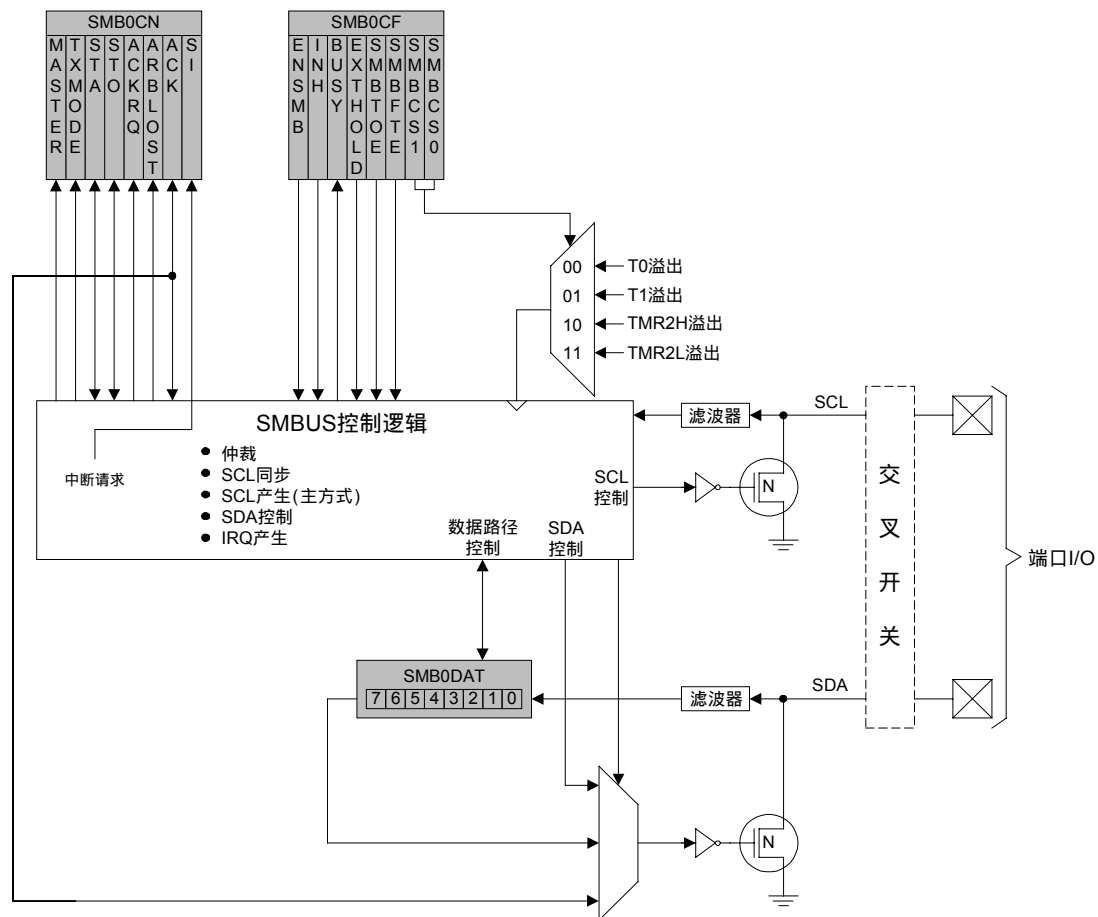 SMB0CN
MASTER
TXMODE
STA
STO
ACKRQ
ARBLOST
ACK
SI
SMB0CF
ENSMB
INH
BUSY
EXTHOLD
SMBTOE
SMBFTE
SMBCS1
SMBCS0
00
T0溢出
01
T1溢出
10
TMR2H溢出
11
TMR2L溢出
SMBUS控制逻辑
仲裁
SCL同步
SCL产生(主方式)
SDA控制
IRQ产生
中断请求
数据路径
控制
SDA
控制
SCL
控制
滤波器
SCL
N
交叉开关
端口I/O
SMB0DAT
7 6 5 4 3 2 1 0
滤波器
SDA
N